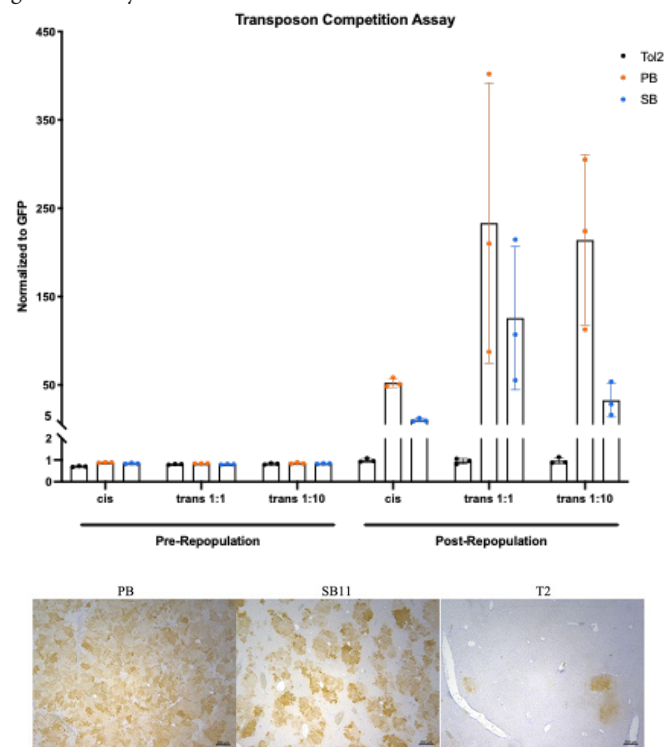 Transposon Competition Assay
450
350
250
150
50
5
2
1
0
Normalized to GFP
Tol2
PB
SB
cis trans 1:1 trans 1:10 cis trans 1:1 trans 1:10
Pre-Repopulation Post-Repopulation
PB SB11 T2